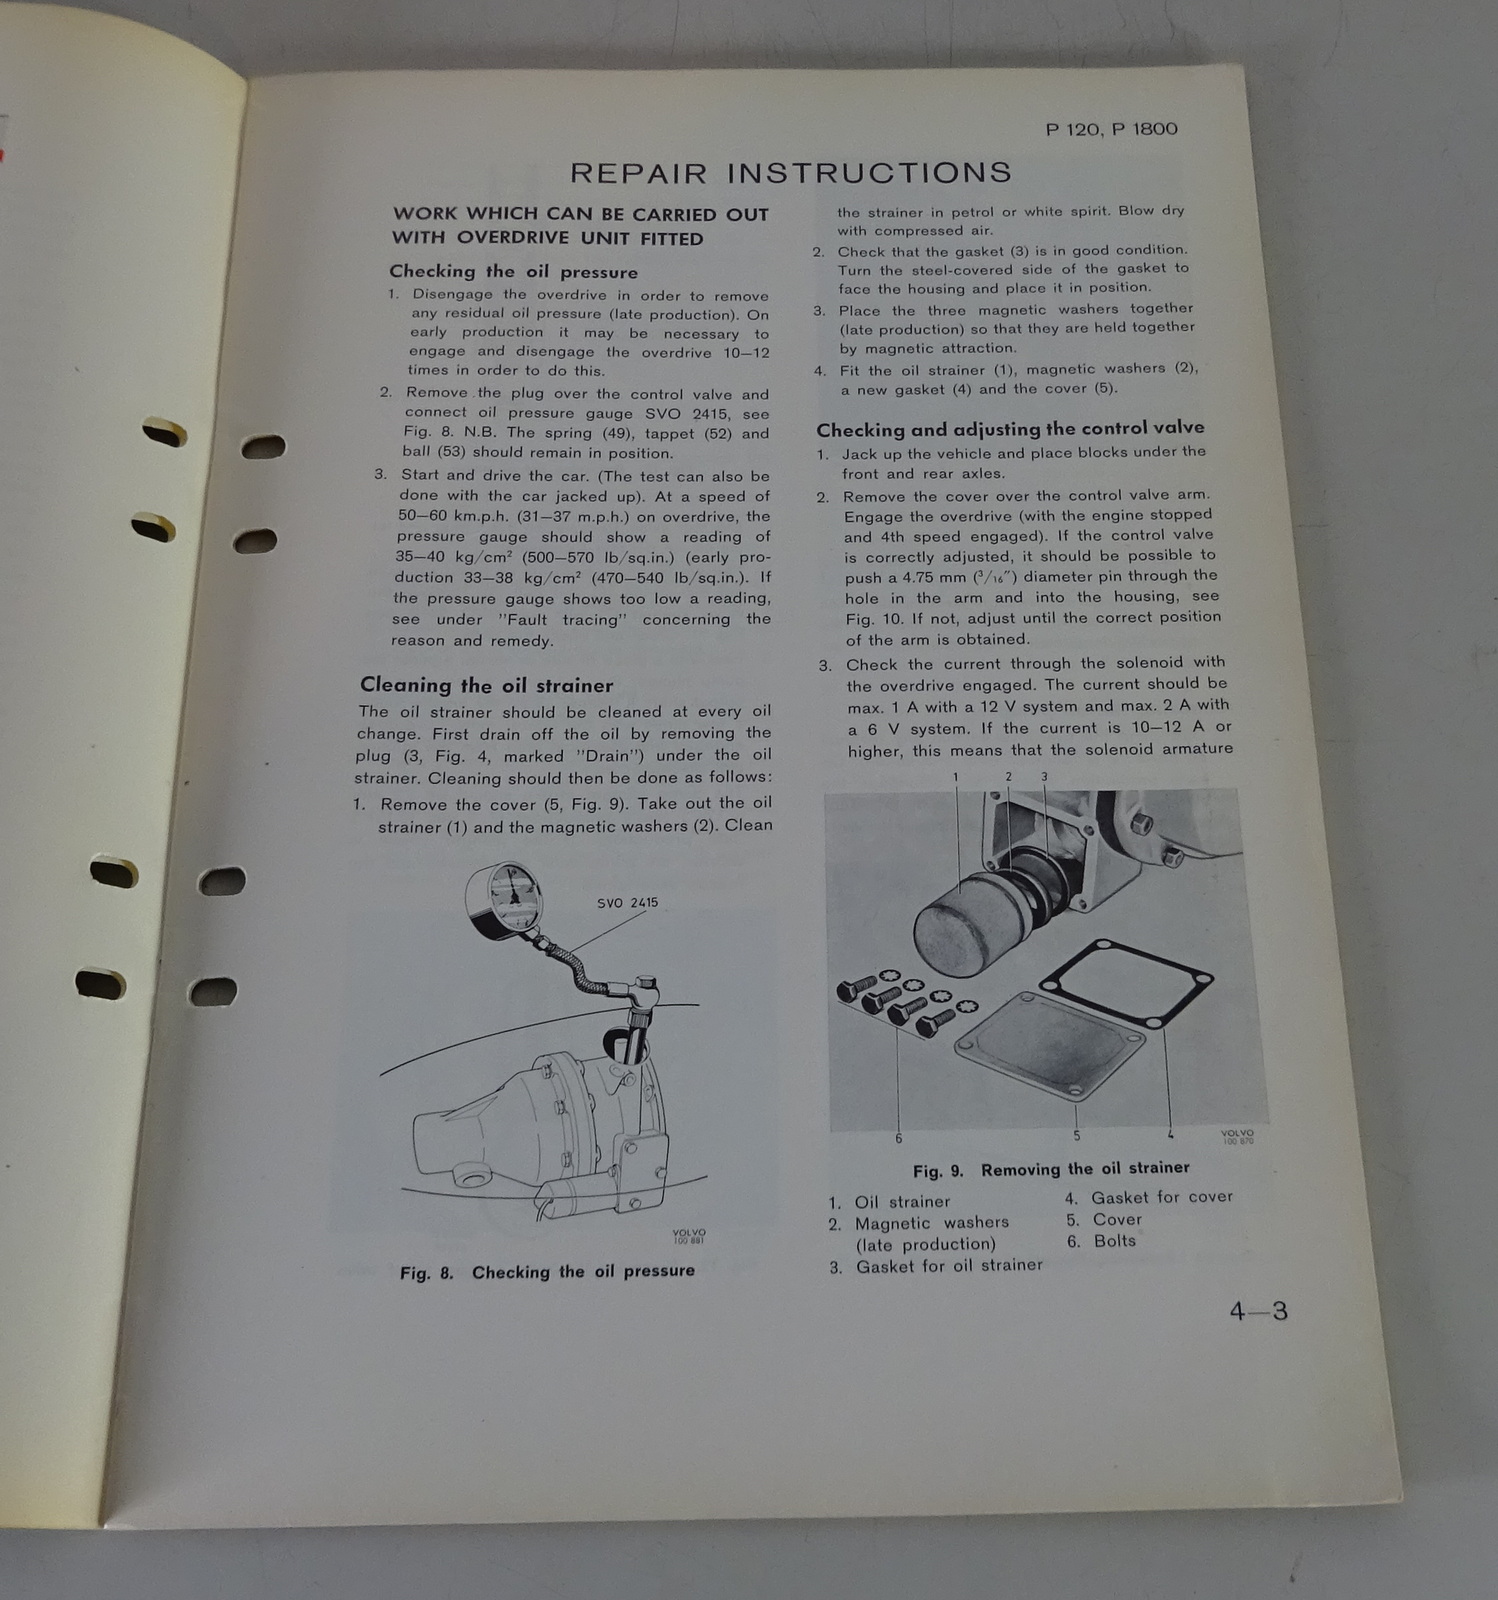 P 120, P 1800
REPAIR INSTRUCTIONS
WORK WHICH CAN BE CARRIED OUT
WITH OVERDRIVE UNIT FITTED
Checking the oil pressure
1. Disengage the overdrive in order to remove
any residual oil pressure (late production). On
early production it may be necessary to
engage and disengage the overdrive 10—12
times in order to do this.
2. Remove the plug over the control valve and
connect oil pressure gauge SVO 2415, see
Fig. 8. N.B. The spring (49), tappet (52) and
ball (53) should remain in position.
3. Start and drive the car. (The test can also be
done with the car jacked up). At a speed of
50—60 km.p.h. (31—37 m.p.h.) on overdrive, the
pressure gauge should show a reading of
35—40 kg/cm² (500—570 lb/sq.in.) (early pro-
duction 33—38 kg/cm² (470—540 lb/sq.in.). If
the pressure gauge shows too low a reading,
see under "Fault tracing" concerning the
reason and remedy.
Cleaning the oil strainer
The oil strainer should be cleaned at every oil
change. First drain off the oil by removing the
plug (3, Fig. 4, marked "Drain") under the oil
strainer. Cleaning should then be done as follows:
1. Remove the cover (5, Fig. 9). Take out the oil
strainer (1) and the magnetic washers (2). Clean
SVO 2415
VOLVO
100 881
Fig. 8. Checking the oil pressure
the strainer in petrol or white spirit. Blow dry
with compressed air.
2. Check that the gasket (3) is in good condition.
Turn the steel-covered side of the gasket to
face the housing and place it in position.
3. Place the three magnetic washers together
(late production) so that they are held together
by magnetic attraction.
4. Fit the oil strainer (1), magnetic washers (2),
a new gasket (4) and the cover (5).
Checking and adjusting the control valve
1. Jack up the vehicle and place blocks under the
front and rear axles.
2. Remove the cover over the control valve arm.
Engage the overdrive (with the engine stopped
and 4th speed engaged). If the control valve
is correctly adjusted, it should be possible to
push a 4.75 mm (3/16") diameter pin through the
hole in the arm and into the housing, see
Fig. 10. If not, adjust until the correct position
of the arm is obtained.
3. Check the current through the solenoid with
the overdrive engaged. The current should be
max. 1 A with a 12 V system and max. 2 A with
a 6 V system. If the current is 10—12 A or
higher, this means that the solenoid armature
1 2 3
6 5 4
VOLVO
100 870
Fig. 9. Removing the oil strainer
1. Oil strainer
2. Magnetic washers
(late production)
3. Gasket for oil strainer
4. Gasket for cover
5. Cover
6. Bolts
4—3